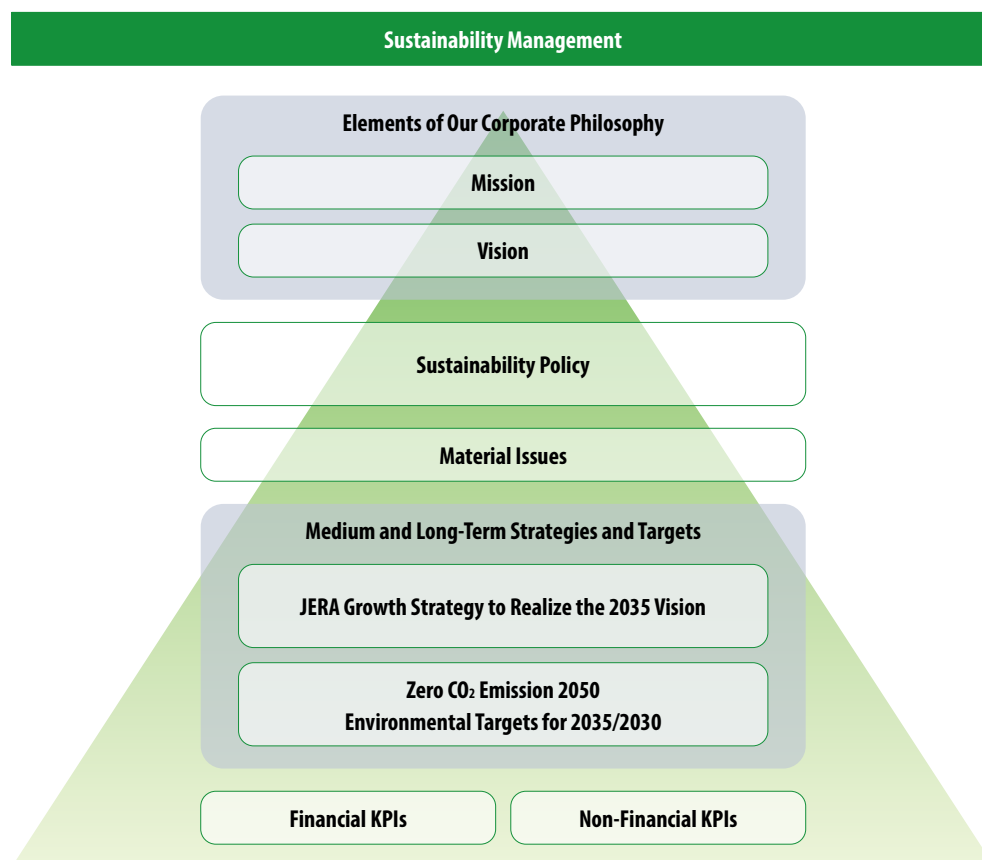 Sustainability Management
Elements of Our Corporate Philosophy
Mission
Vision
Sustainability Policy
Material Issues
Medium and Long-Term Strategies and Targets
JERA Growth Strategy to Realize the 2035 Vision
Zero CO₂ Emission 2050
Environmental Targets for 2035/2030
Financial KPIs
Non-Financial KPIs